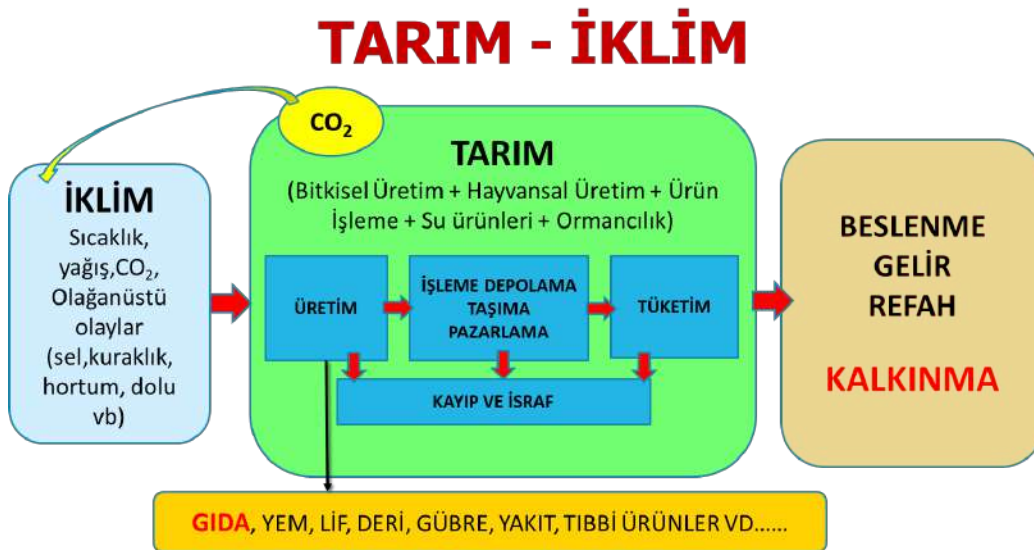 TARIM - İKLİM
CO₂
İKLİM
Sıcaklık,
yağış,CO₂,
Olağanüstü
olaylar
(sel,kuraklık,
hortum, dolu
vb)
TARIM
(Bitkisel Üretim + Hayvansal Üretim + Ürün
İşleme + Su ürünleri + Ormancılık)
ÜRETİM
İŞLEME DEPOLAMA
TAŞIMA
PAZARLAMA
TÜKETİM
KAYIP VE İSRAF
BESLENME
GELİR
REFAH
KALKINMA
GIDA, YEM, LİF, DERİ, GÜBRE, YAKIT, TIBBİ ÜRÜNLER VD......